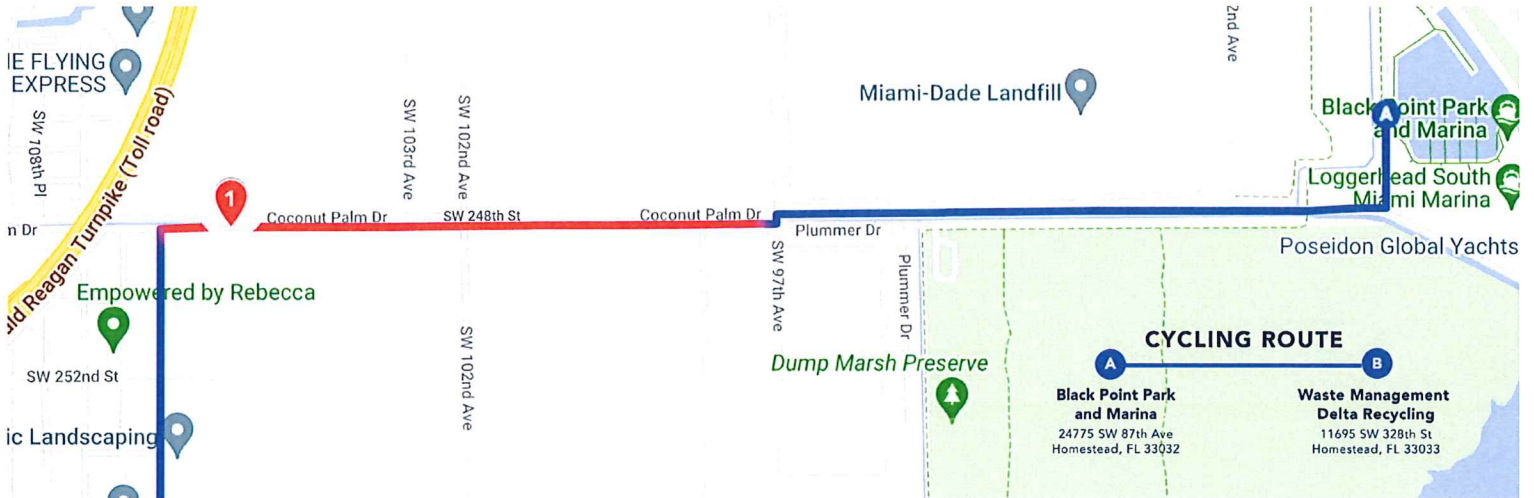 IE FLYING
EXPRESS
SW 108th Pl
uld Reagan Turnpike (Toll road)
SW 103rd Ave
SW 102nd Ave
2nd Ave
Miami-Dade Landfill
Black Point Park
and Marina
A
Loggerhead South
Miami Marina
1
m Dr
Coconut Palm Dr
SW 248th St
Coconut Palm Dr
Plummer Dr
Poseidon Global Yachts
SW 97th Ave
Plummer Dr
Empowered by Rebecca
SW 252nd St
SW 102nd Ave
Dump Marsh Preserve
ic Landscaping
CYCLING ROUTE
A
B
Black Point Park
and Marina
24775 SW 87th Ave
Homestead, FL 33032
Waste Management
Delta Recycling
11695 SW 328th St
Homestead, FL 33033